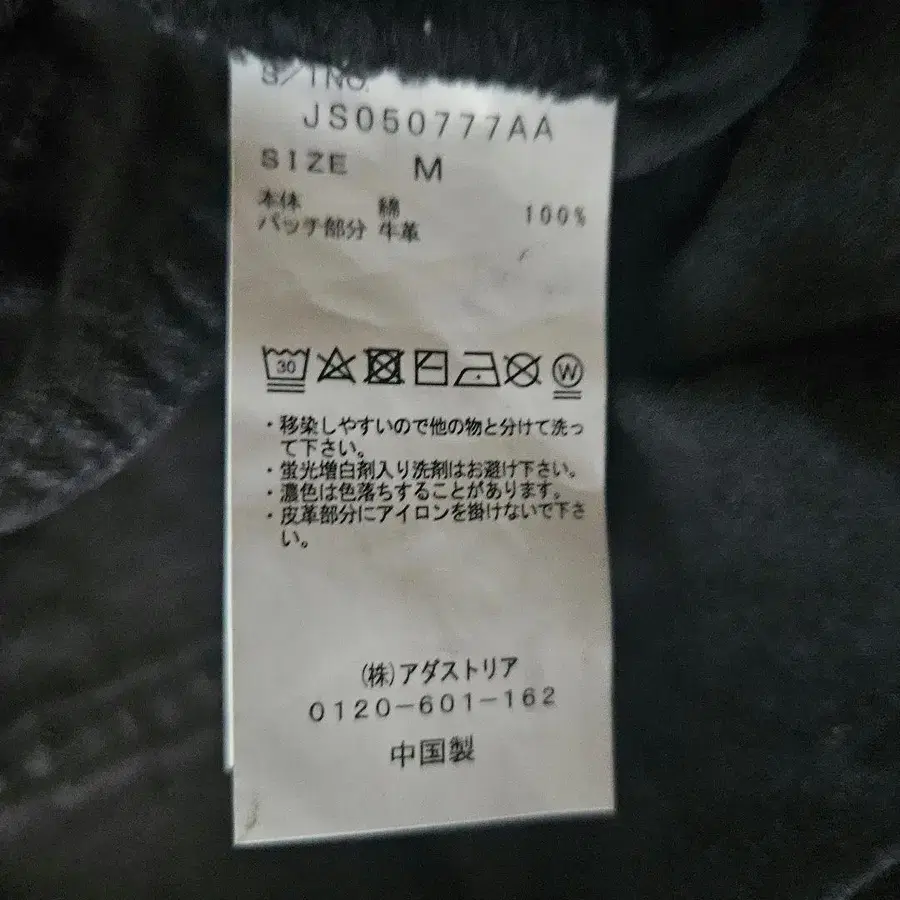 S/TNO.
JS050777AA
SIZE M
本体 綿 100%
パッチ部分 牛革
30
W
・移染しやすいので他の物と分けて洗っ
て下さい。
・蛍光増白剤入り洗剤はお避け下さい。
・濃色は色落ちすることがあります。
・皮革部分にアイロンを掛けないで下さ
い。
(株)アダストリア
0120-601-162
中国製